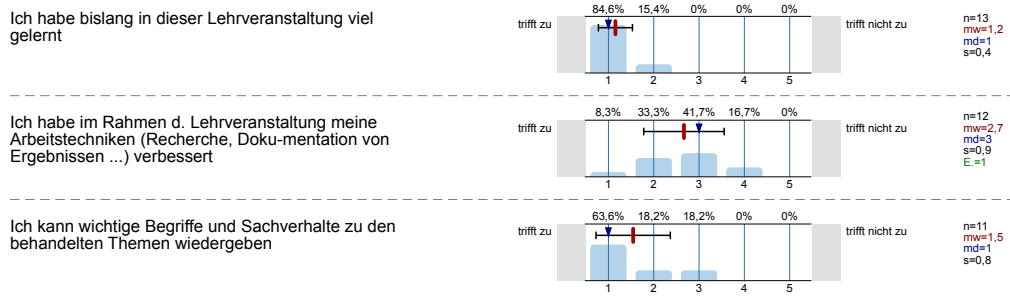 Ich habe bislang in dieser Lehrveranstaltung viel
gelernt
84,6% 15,4% 0% 0% 0%
trifft zu
trifft nicht zu
1 2 3 4 5
n=13
mw=1,2
md=1
s=0,4
Ich habe im Rahmen d. Lehrveranstaltung meine
Arbeitstechniken (Recherche, Doku-mentation von
Ergebnissen ...) verbessert
8,3% 33,3% 41,7% 16,7% 0%
trifft zu
trifft nicht zu
1 2 3 4 5
n=12
mw=2,7
md=3
s=0,9
E.=1
Ich kann wichtige Begriffe und Sachverhalte zu den
behandelten Themen wiedergeben
63,6% 18,2% 18,2% 0% 0%
trifft zu
trifft nicht zu
1 2 3 4 5
n=11
mw=1,5
md=1
s=0,8